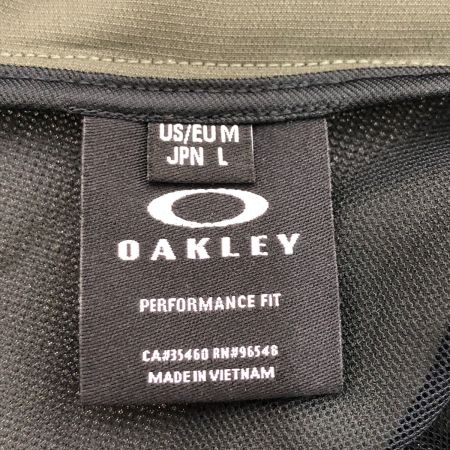 US/EU M
JPN L
OAKLEY
PERFORMANCE FIT
CA#35460 RN#96548
MADE IN VIETNAM